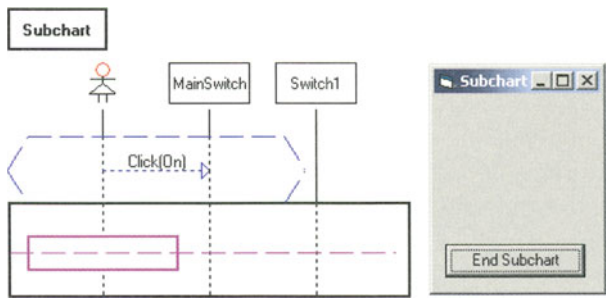 Subchart
MainSwitch
Switch1
Click(On)
Subchart
End Subchart